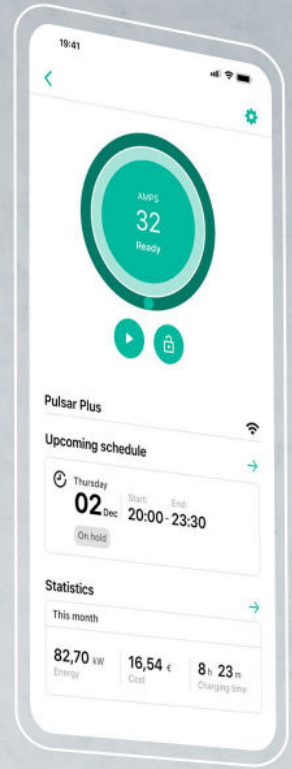 19:41
AMPS
32
Ready
Pulsar Plus
Upcoming schedule
Thursday
02 Dec
Start: End:
20:00 - 23:30
On hold
Statistics
This month
82,70 kW 16,54 € 8 h 23 m
Energy Cost Charging time